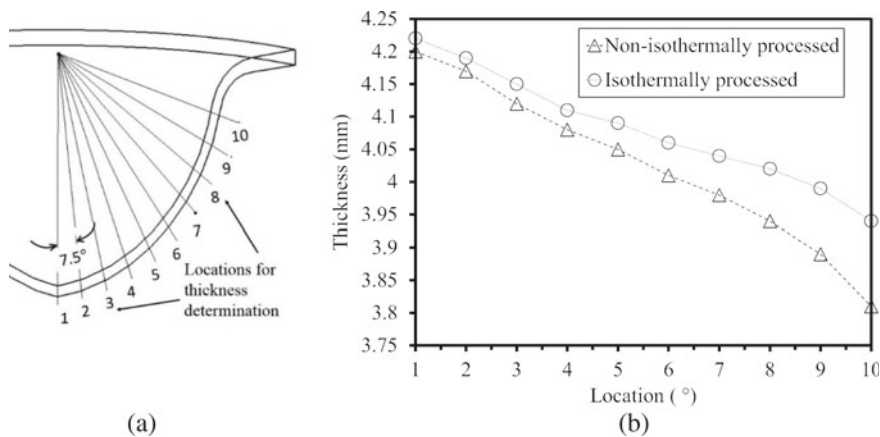 7.5°
1
2
3
4
5
6
7
8
9
10
Locations for
thickness
determination
(a)
Thickness (mm)
4.25
4.2
4.15
4.1
4.05
4
3.95
3.9
3.85
3.8
3.75
Non-isothermally processed
Isothermally processed
1 2 3 4 5 6 7 8 9 10
Location ( °)
(b)